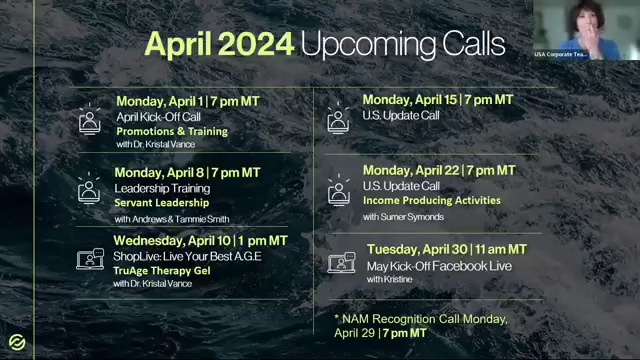 April 2024 Upcoming Calls
USA Corporate Tea...
Monday, April 1 | 7 pm MT
April Kick-Off Call
Promotions & Training
with Dr. Kristal Vance
Monday, April 8 | 7 pm MT
Leadership Training
Servant Leadership
with Andrews & Tammie Smith
Wednesday, April 10 | 1 pm MT
ShopLive: Live Your Best A.G.E
TruAge Therapy Gel
with Dr. Kristal Vance
Monday, April 15 | 7 pm MT
U.S. Update Call
Monday, April 22 | 7 pm MT
U.S. Update Call
Income Producing Activities
with Sumer Symonds
Tuesday, April 30 | 11 am MT
May Kick-Off Facebook Live
with Kristine
* NAM Recognition Call Monday,
April 29 | 7 pm MT